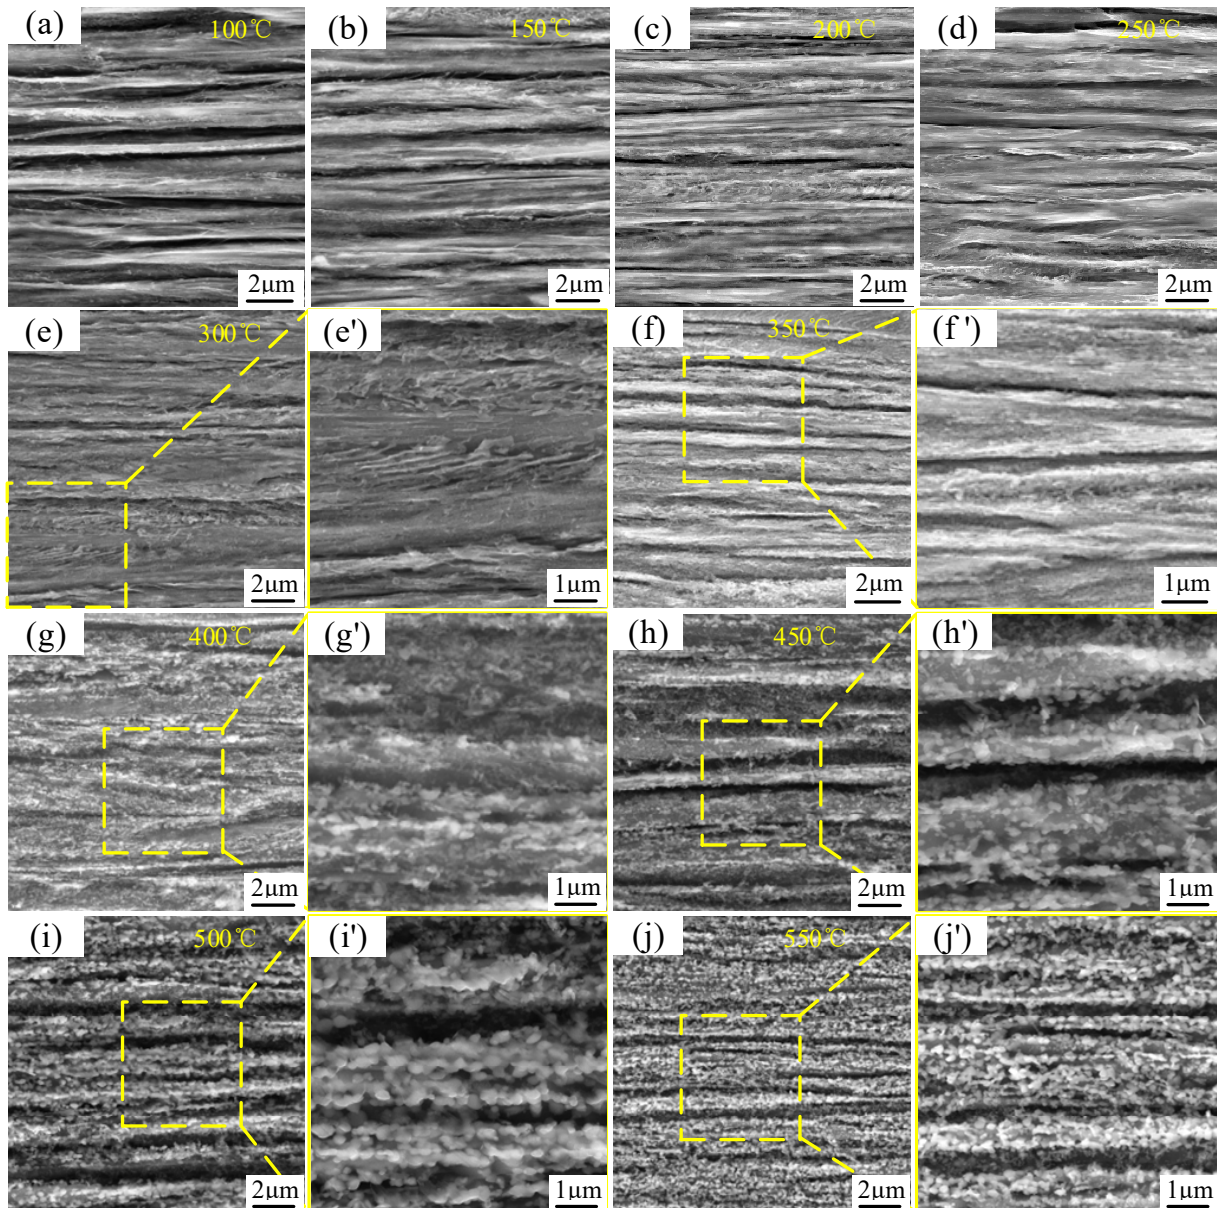 (a) 100℃ 2μm
(b) 150℃ 2μm
(c) 200℃ 2μm
(d) 250℃ 2μm
(e) 300℃ 2μm
(e') 1μm
(f) 350℃ 2μm
(f ') 1μm
(g) 400℃ 2μm
(g') 1μm
(h) 450℃ 2μm
(h') 1μm
(i) 500℃ 2μm
(i') 1μm
(j) 550℃ 2μm
(j') 1μm